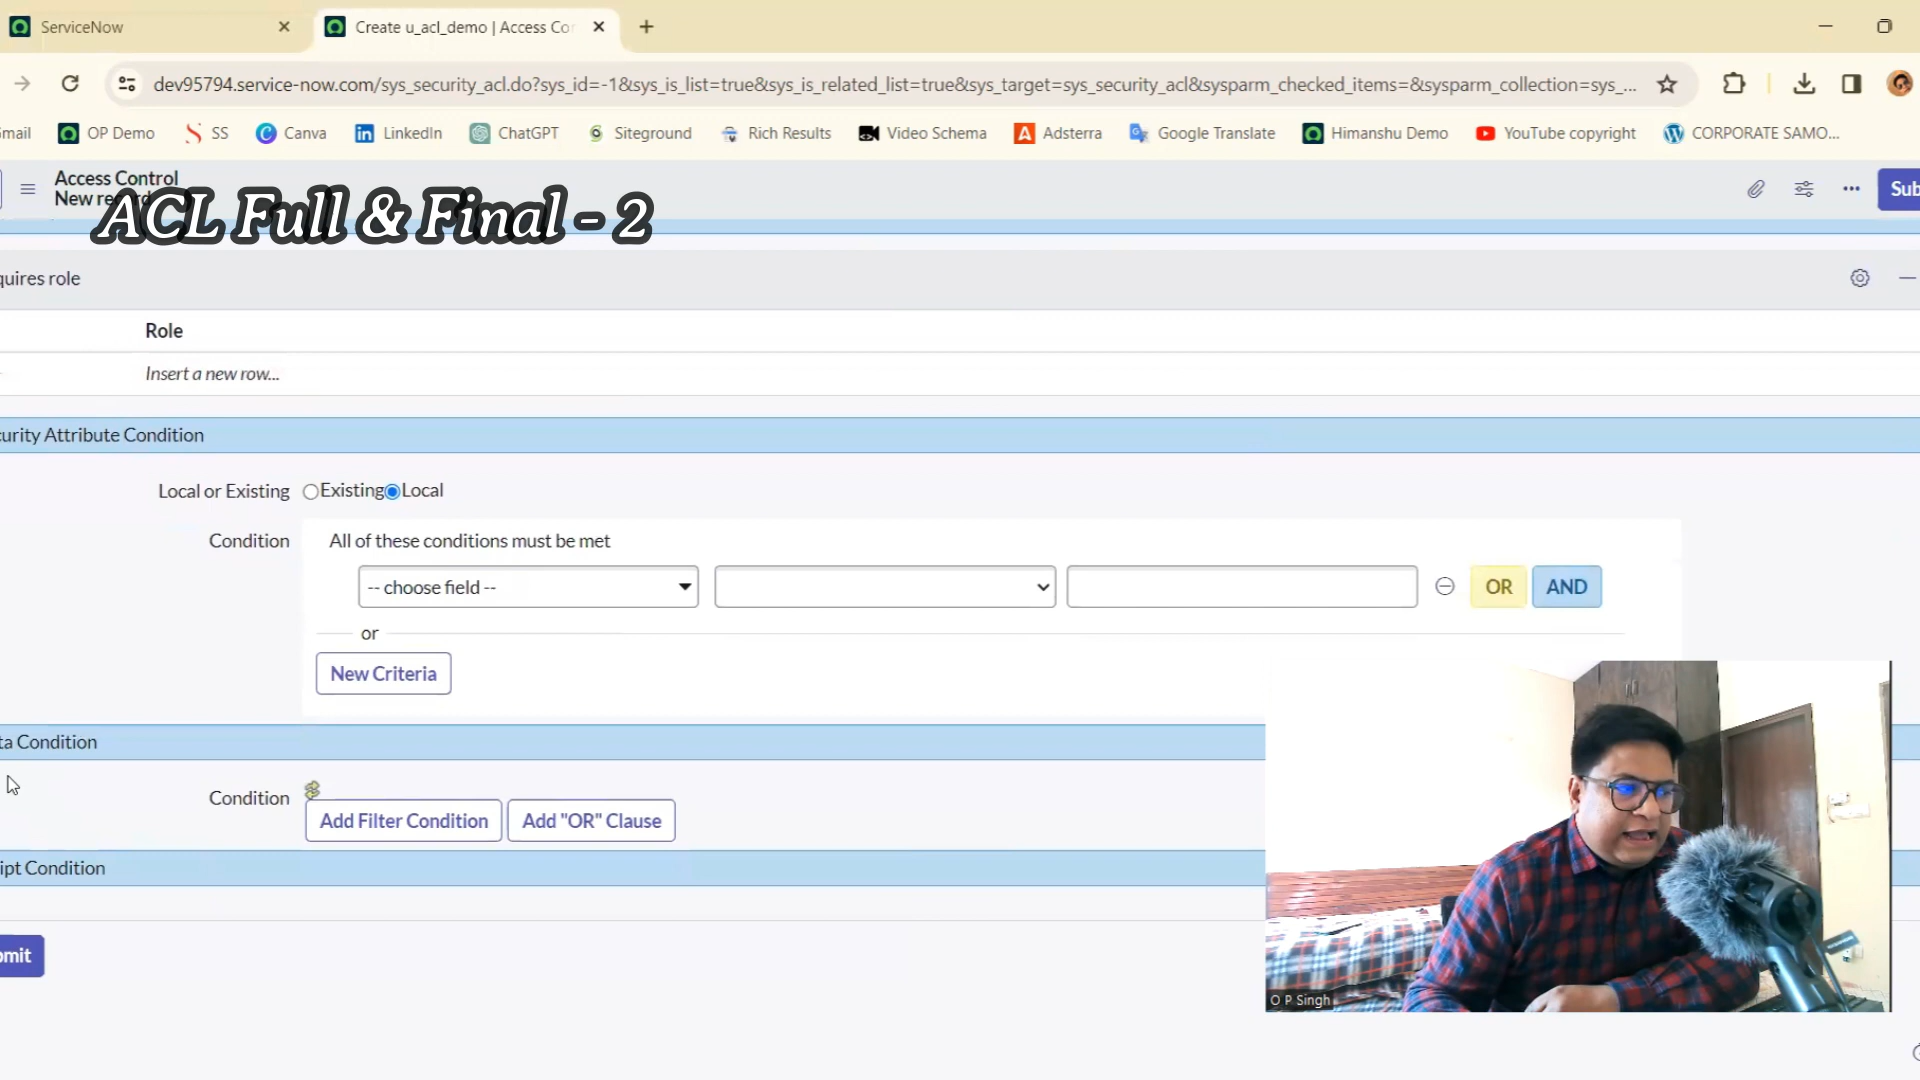 ServiceNow
Create u_acl_demo | Access Co
dev95794.service-now.com/sys_security_acl.do?sys_id=-1&sys_is_list=true&sys_is_related_list=true&sys_target=sys_security_acl&sysparm_checked_items=&sysparm_collection=sys_...
mail OP Demo SS Canva LinkedIn ChatGPT Siteground Rich Results Video Schema Adsterra Google Translate Himanshu Demo YouTube copyright CORPORATE SAMO...
Access Control
New record
Sub
ACL Full & Final - 2
quires role
Role
Insert a new row...
curity Attribute Condition
Local or Existing Existing Local
Condition All of these conditions must be met
-- choose field -- OR AND
or
New Criteria
ta Condition
Condition
Add Filter Condition Add "OR" Clause
ipt Condition
omit
O P Singh